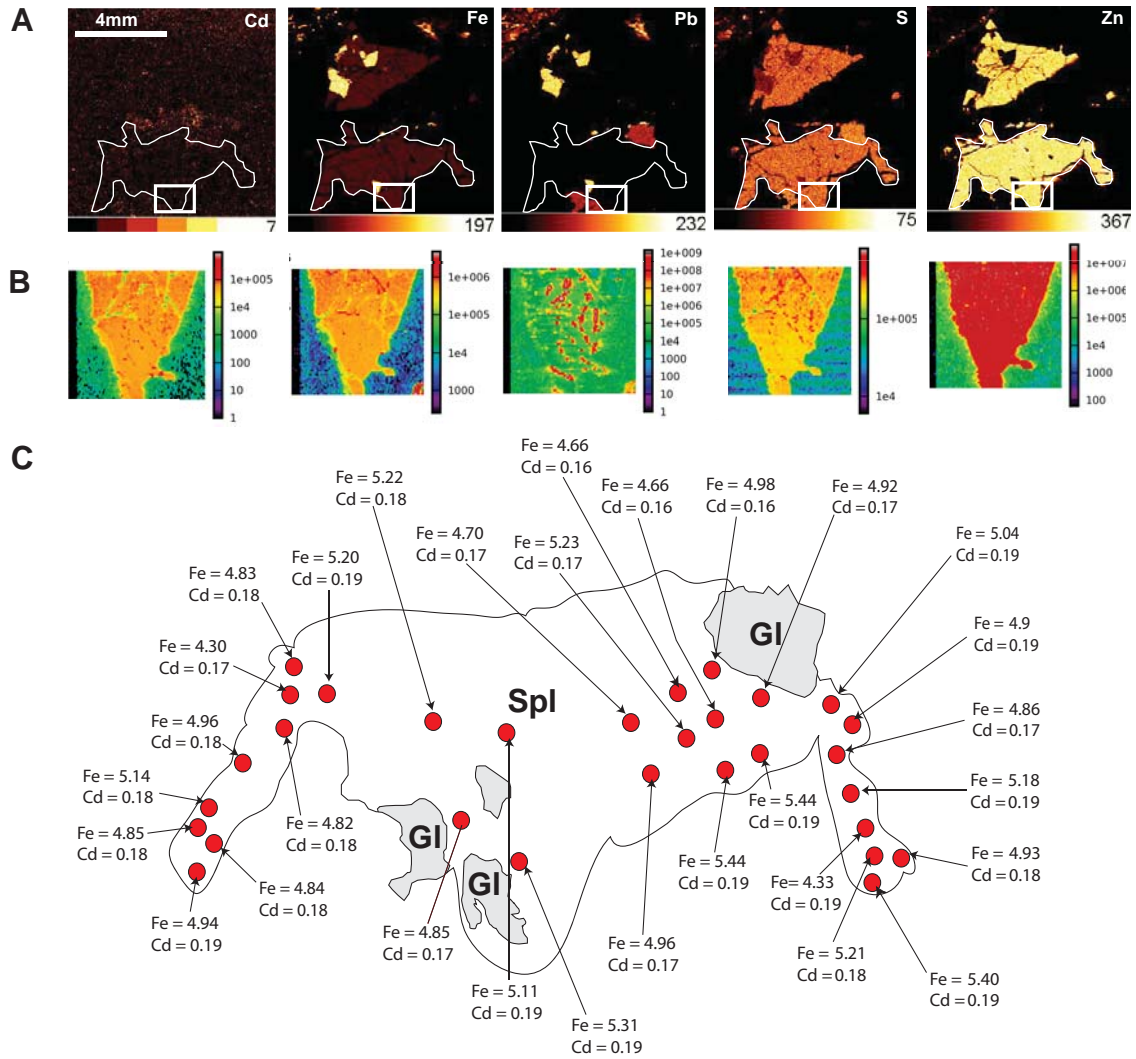 A
4mm
Cd
Fe
Pb
S
Zn
7
197
232
75
367
B
1e+005
1e4
1000
100
10
1
1e+006
1e+005
1e4
1000
1e+009
1e+008
1e+007
1e+006
1e+005
1e4
1000
100
10
1
1e+005
1e4
1e+007
1e+006
1e+005
1e4
1000
100
C
Fe = 4.66
Cd = 0.16
Fe = 5.22
Cd = 0.18
Fe = 4.66
Cd = 0.16
Fe = 4.98
Cd = 0.16
Fe = 4.92
Cd = 0.17
Fe = 4.70
Cd = 0.17
Fe = 5.23
Cd = 0.17
Fe = 5.04
Cd = 0.19
Fe = 5.20
Cd = 0.19
Fe = 4.83
Cd = 0.18
Fe = 4.9
Cd = 0.19
Fe = 4.30
Cd = 0.17
Gl
Spl
Fe = 4.86
Cd = 0.17
Fe = 4.96
Cd = 0.18
Fe = 5.14
Cd = 0.18
Fe = 5.18
Cd = 0.19
Fe = 4.85
Cd = 0.18
Fe = 4.82
Cd = 0.18
Gl
Fe = 5.44
Cd = 0.19
Fe = 4.93
Cd = 0.18
Fe = 5.44
Cd = 0.19
Fe = 4.33
Cd = 0.19
Gl
Fe = 4.84
Cd = 0.18
Fe = 4.94
Cd = 0.19
Fe = 4.85
Cd = 0.17
Fe = 4.96
Cd = 0.17
Fe = 5.21
Cd = 0.18
Fe = 5.40
Cd = 0.19
Fe = 5.11
Cd = 0.19
Fe = 5.31
Cd = 0.19